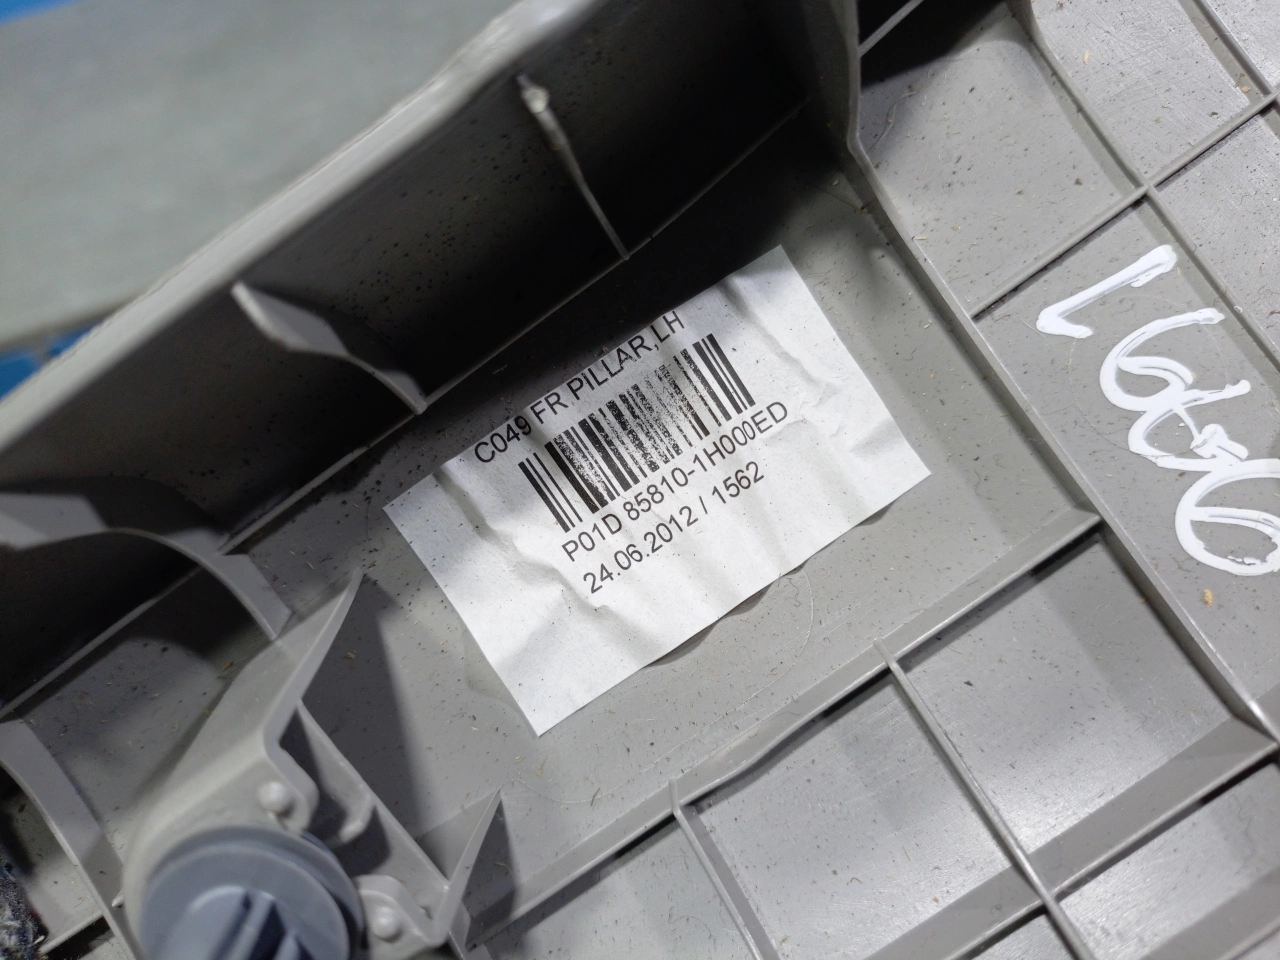 C049 FR PILLAR,LH
P01D 85810-1H000ED
24.06.2012 / 1562